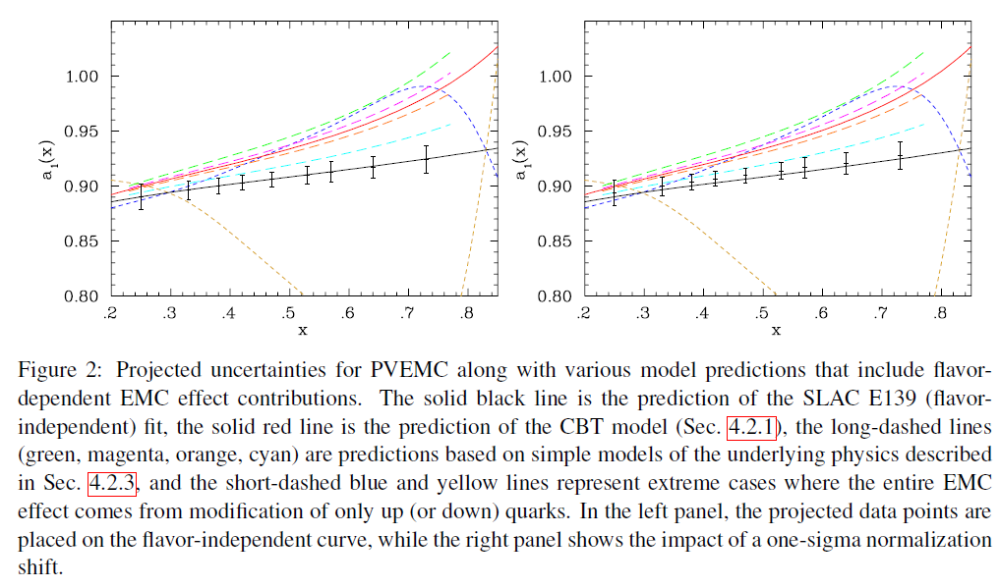 1.00
0.95
0.90
0.85
0.80
a1(x)
.2 .3 .4 .5 .6 .7 .8
x
1.00
0.95
0.90
0.85
0.80
a1(x)
.2 .3 .4 .5 .6 .7 .8
x
Figure 2: Projected uncertainties for PVEMC along with various model predictions that include flavor-
dependent EMC effect contributions. The solid black line is the prediction of the SLAC E139 (flavor-
independent) fit, the solid red line is the prediction of the CBT model (Sec. 4.2.1), the long-dashed lines
(green, magenta, orange, cyan) are predictions based on simple models of the underlying physics described
in Sec. 4.2.3, and the short-dashed blue and yellow lines represent extreme cases where the entire EMC
effect comes from modification of only up (or down) quarks. In the left panel, the projected data points are
placed on the flavor-independent curve, while the right panel shows the impact of a one-sigma normalization
shift.